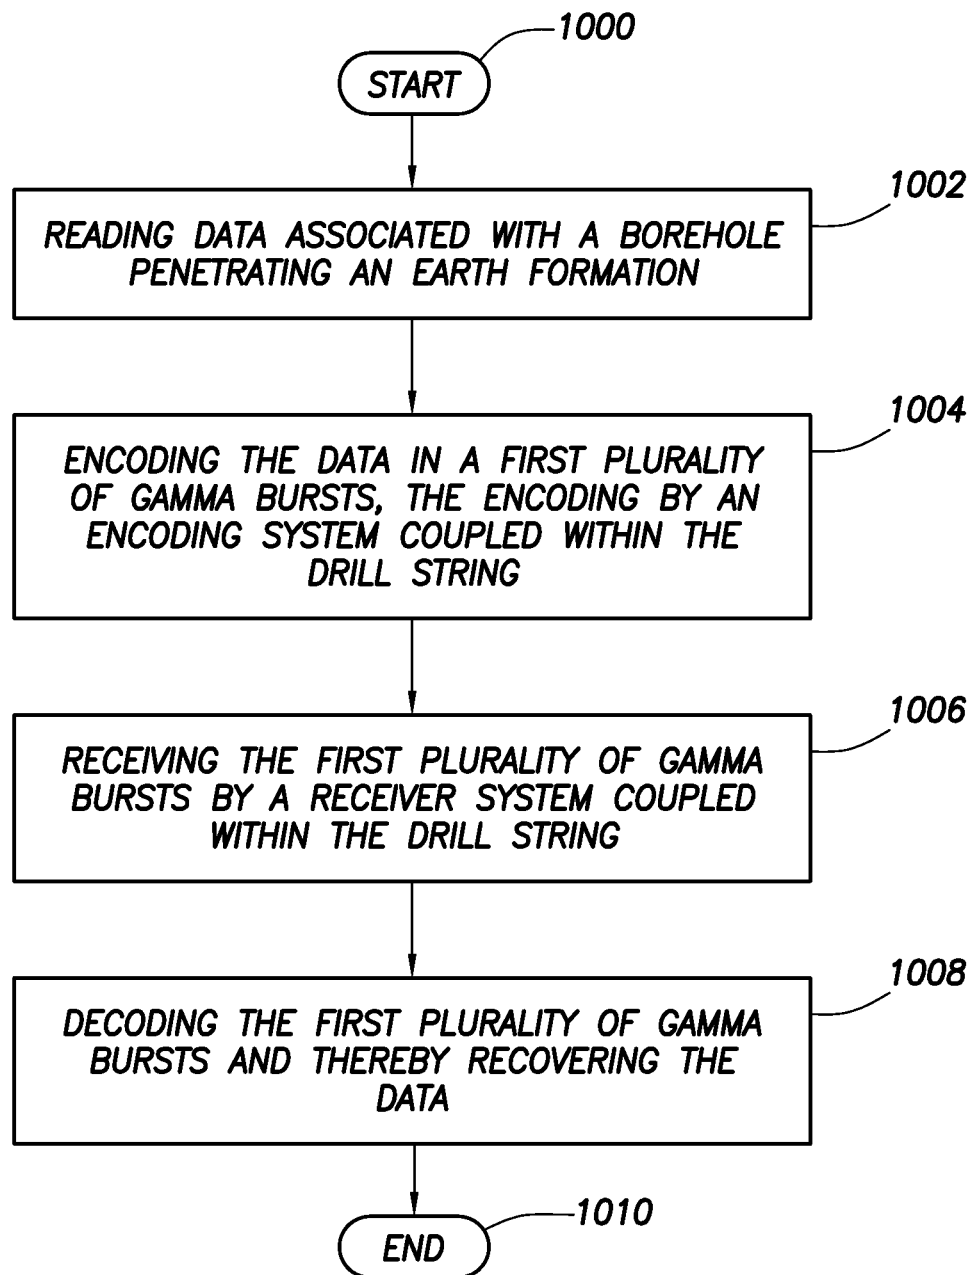 1000
START
1002
READING DATA ASSOCIATED WITH A BOREHOLE
PENETRATING AN EARTH FORMATION
1004
ENCODING THE DATA IN A FIRST PLURALITY
OF GAMMA BURSTS, THE ENCODING BY AN
ENCODING SYSTEM COUPLED WITHIN THE
DRILL STRING
1006
RECEIVING THE FIRST PLURALITY OF GAMMA
BURSTS BY A RECEIVER SYSTEM COUPLED
WITHIN THE DRILL STRING
1008
DECODING THE FIRST PLURALITY OF GAMMA
BURSTS AND THEREBY RECOVERING THE
DATA
1010
END